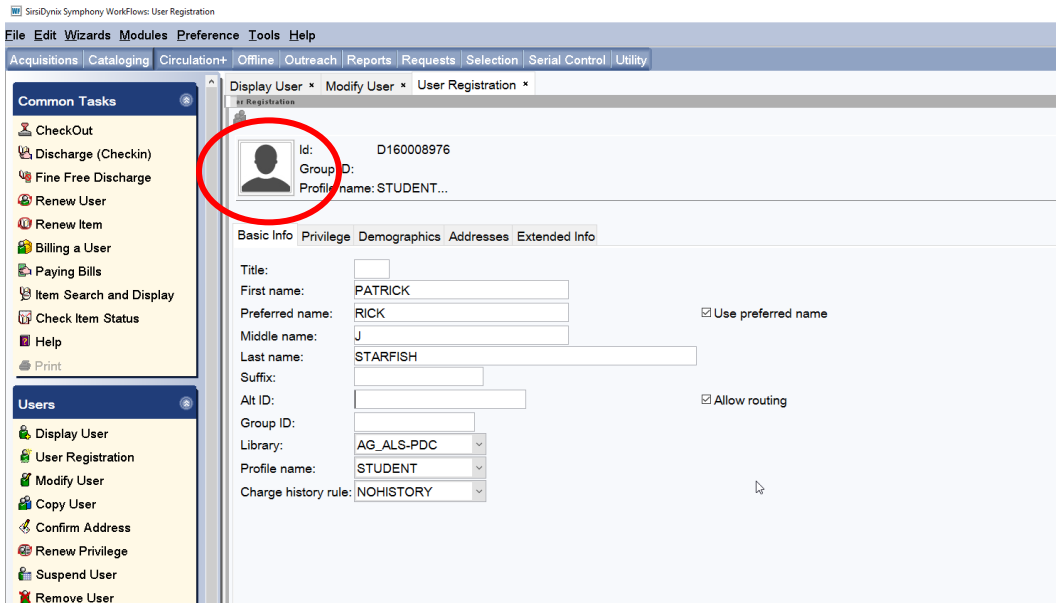 SirsiDynix Symphony WorkFlows: User Registration
File Edit Wizards Modules Preference Tools Help
Acquisitions Cataloging Circulation+ Offline Outreach Reports Requests Selection Serial Control Utility
Display User × Modify User × User Registration ×
er Registration
Common Tasks
CheckOut
Discharge (Checkin)
Fine Free Discharge
Renew User
Renew Item
Billing a User
Paying Bills
Item Search and Display
Check Item Status
Help
Print
Users
Display User
User Registration
Modify User
Copy User
Confirm Address
Renew Privilege
Suspend User
Remove User
Id: D160008976
Group ID:
Profile name: STUDENT...
Basic Info Privilege Demographics Addresses Extended Info
Title:
First name: PATRICK
Preferred name: RICK Use preferred name
Middle name: J
Last name: STARFISH
Suffix:
Alt ID: Allow routing
Group ID:
Library: AG_ALS-PDC
Profile name: STUDENT
Charge history rule: NOHISTORY